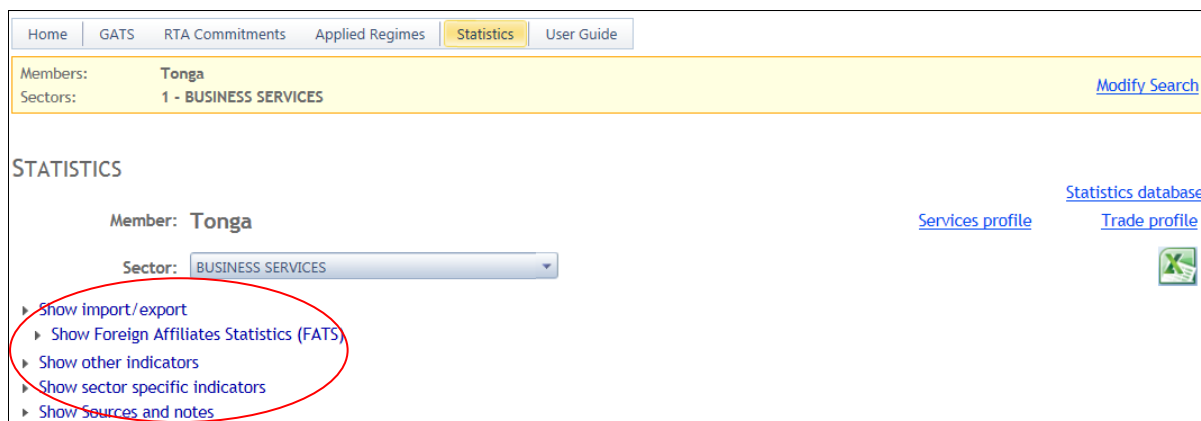 Home GATS RTA Commitments Applied Regimes Statistics User Guide
Members: Tonga
Sectors: 1 - BUSINESS SERVICES
Modify Search
STATISTICS
Statistics database
Member: Tonga
Services profile Trade profile
Sector: BUSINESS SERVICES
Show import/export
Show Foreign Affiliates Statistics (FATS)
Show other indicators
Show sector specific indicators
Show Sources and notes